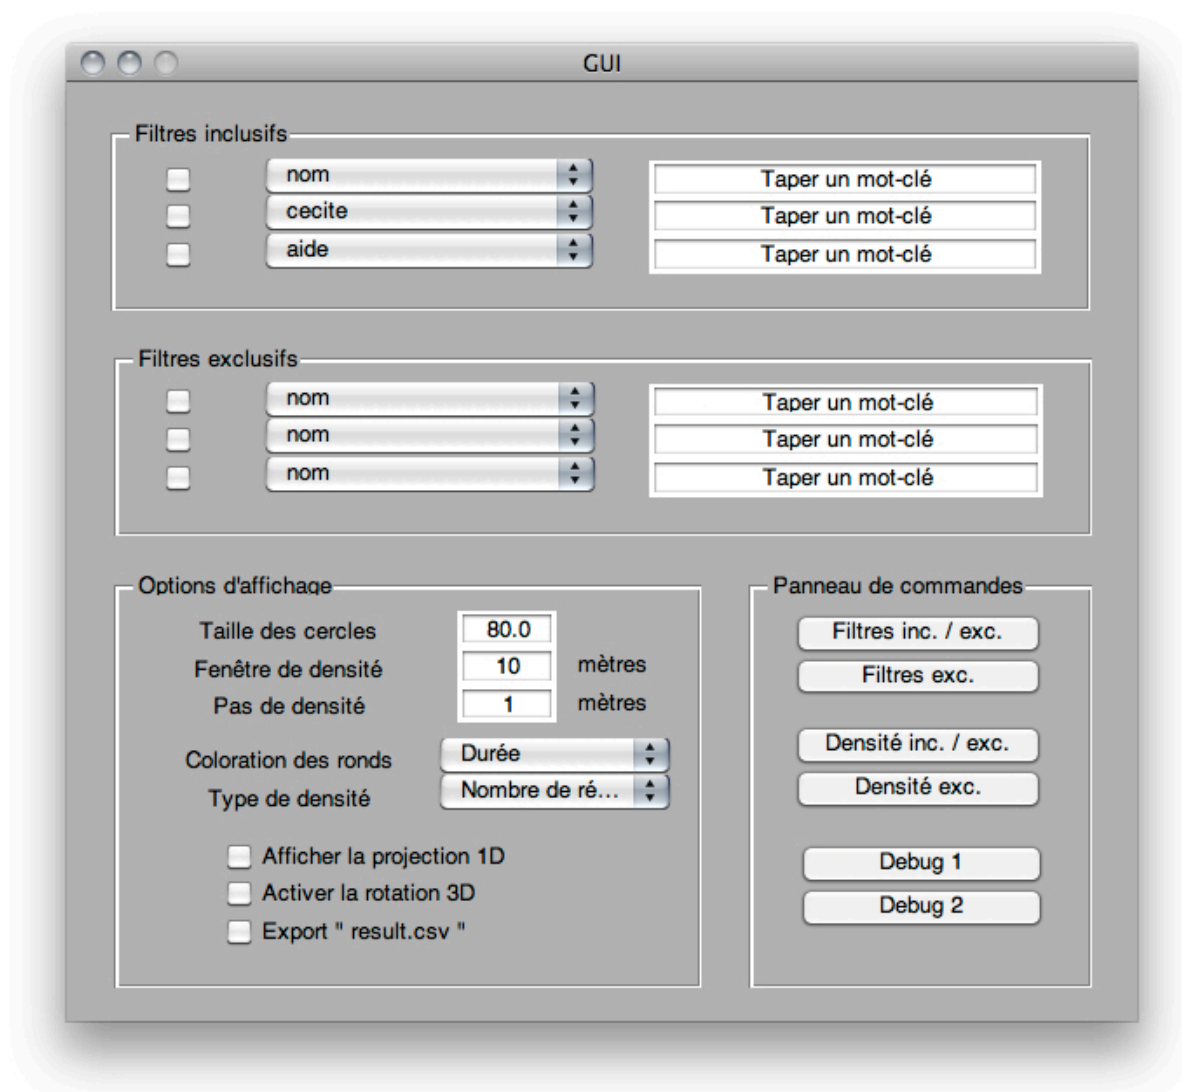 GUI
Filtres inclusifs
nom Taper un mot-clé
cecite Taper un mot-clé
aide Taper un mot-clé
Filtres exclusifs
nom Taper un mot-clé
nom Taper un mot-clé
nom Taper un mot-clé
Options d'affichage
Taille des cercles 80.0
Fenêtre de densité 10 mètres
Pas de densité 1 mètres
Coloration des ronds Durée
Type de densité Nombre de ré...
Afficher la projection 1D
Activer la rotation 3D
Export " result.csv "
Panneau de commandes
Filtres inc. / exc.
Filtres exc.
Densité inc. / exc.
Densité exc.
Debug 1
Debug 2